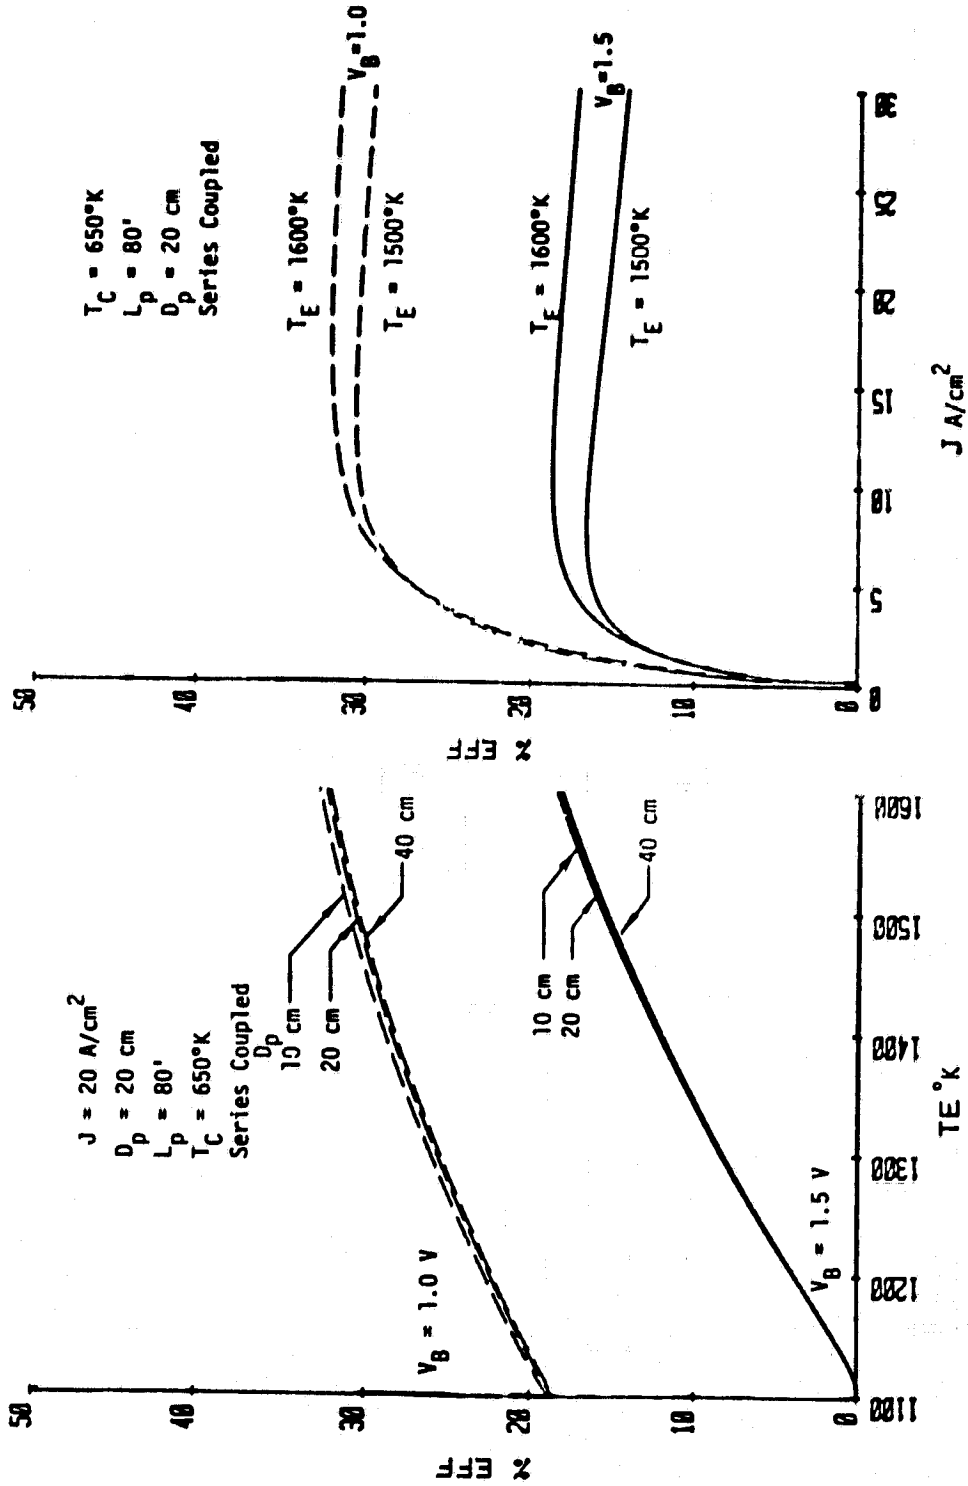 50
40
30
20
10
0
% EFF
J = 20 A/cm²
D_p = 20 cm
L_p = 80'
T_C = 650°K
Series Coupled
D_p
10 cm
20 cm
40 cm
V_B = 1.0 V
10 cm
20 cm
40 cm
V_B = 1.5 V
1100
1200
1300
1400
1500
1600
TE °K
50
40
30
20
10
0
% EFF
T_C = 650°K
L_p = 80'
D_p = 20 cm
Series Coupled
V_B=1.0
T_E = 1600°K
T_E = 1500°K
V_B=1.5
T_E = 1600°K
T_E = 1500°K
0
5
10
15
20
25
30
J A/cm²